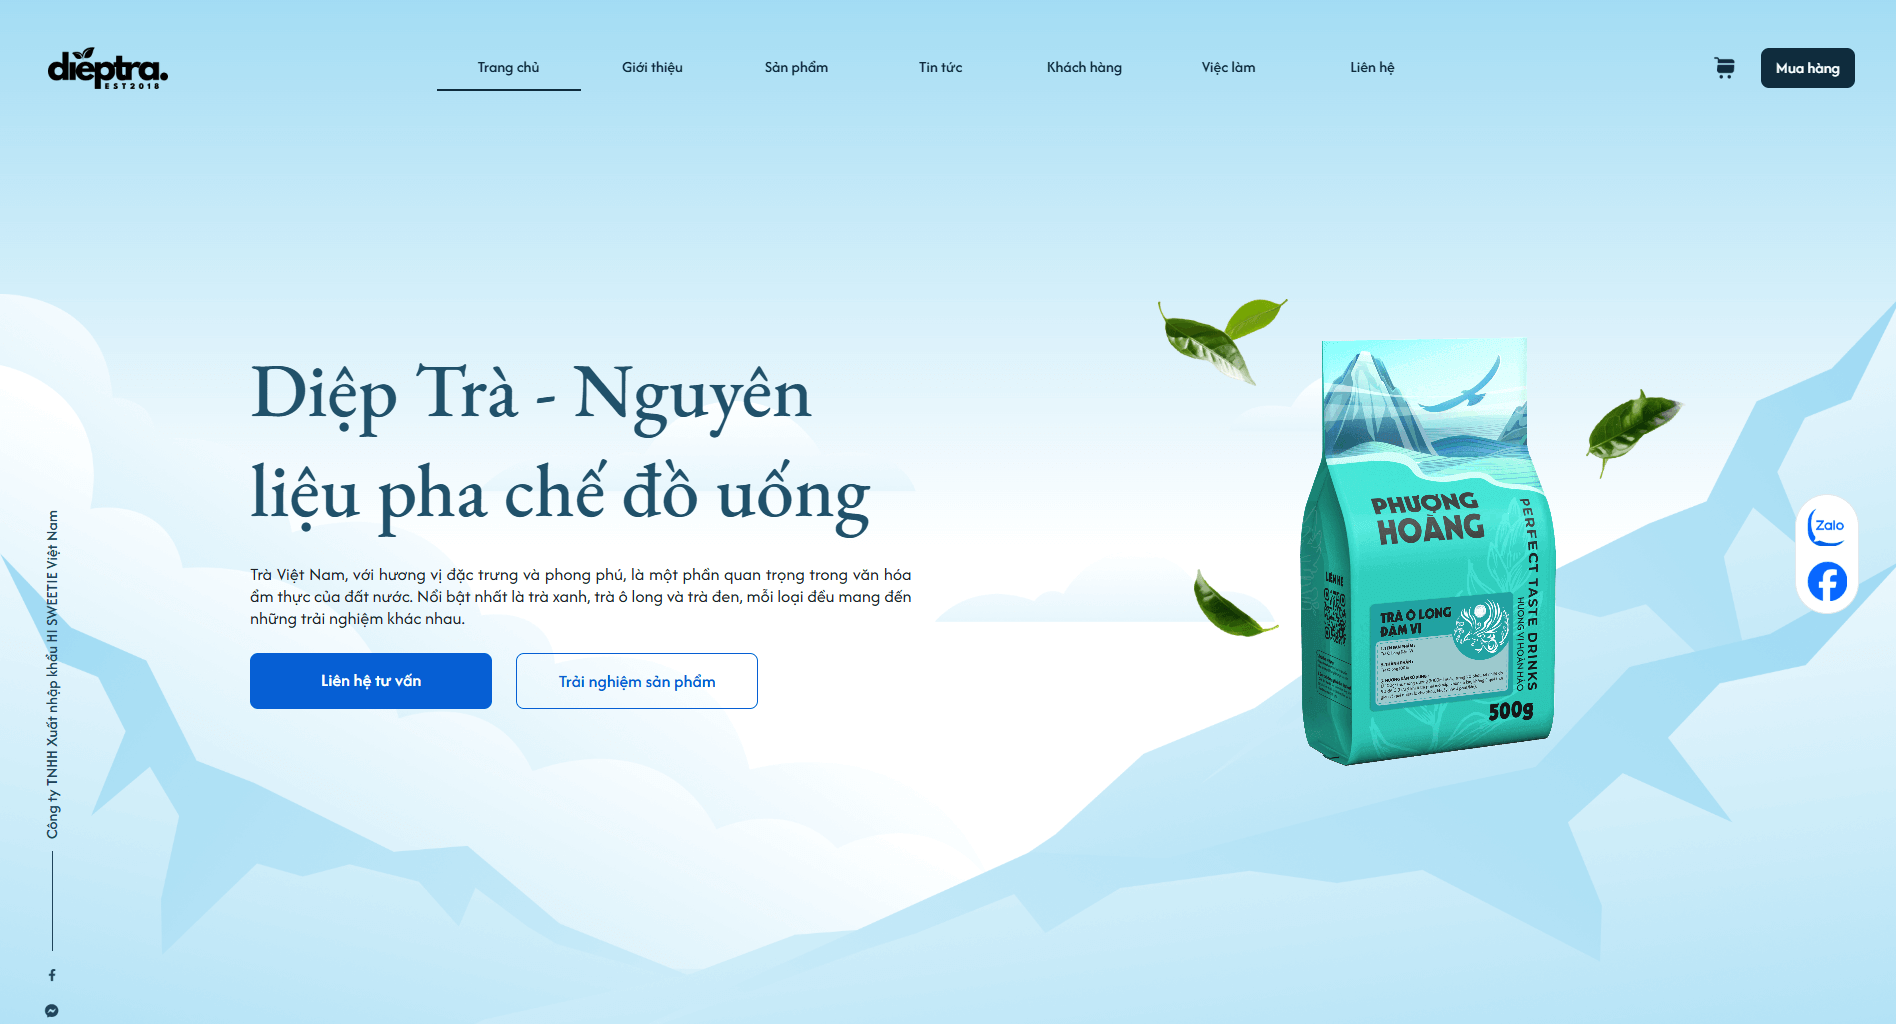 diếptra.
EST2018
Trang chủ
Giới thiệu
Sản phẩm
Tin tức
Khách hàng
Việc làm
Liên hệ
Mua hàng
Diệp Trà - Nguyên
liệu pha chế đồ uống
Trà Việt Nam, với hương vị đặc trưng và phong phú, là một phần quan trọng trong văn hóa
ẩm thực của đất nước. Nổi bật nhất là trà xanh, trà ô long và trà đen, mỗi loại đều mang đến
những trải nghiệm khác nhau.
Liên hệ tư vấn
Trải nghiệm sản phẩm
Công ty TNHH Xuất nhập khẩu HI SWEETIE Việt Nam
PHƯỢNG
HOÀNG
PERFECT TASTE DRINKS
HƯƠNG VỊ HOÀN HẢO
LIÊN HỆ
TRÀ Ô LONG
ĐẬM VỊ
500g
Zalo